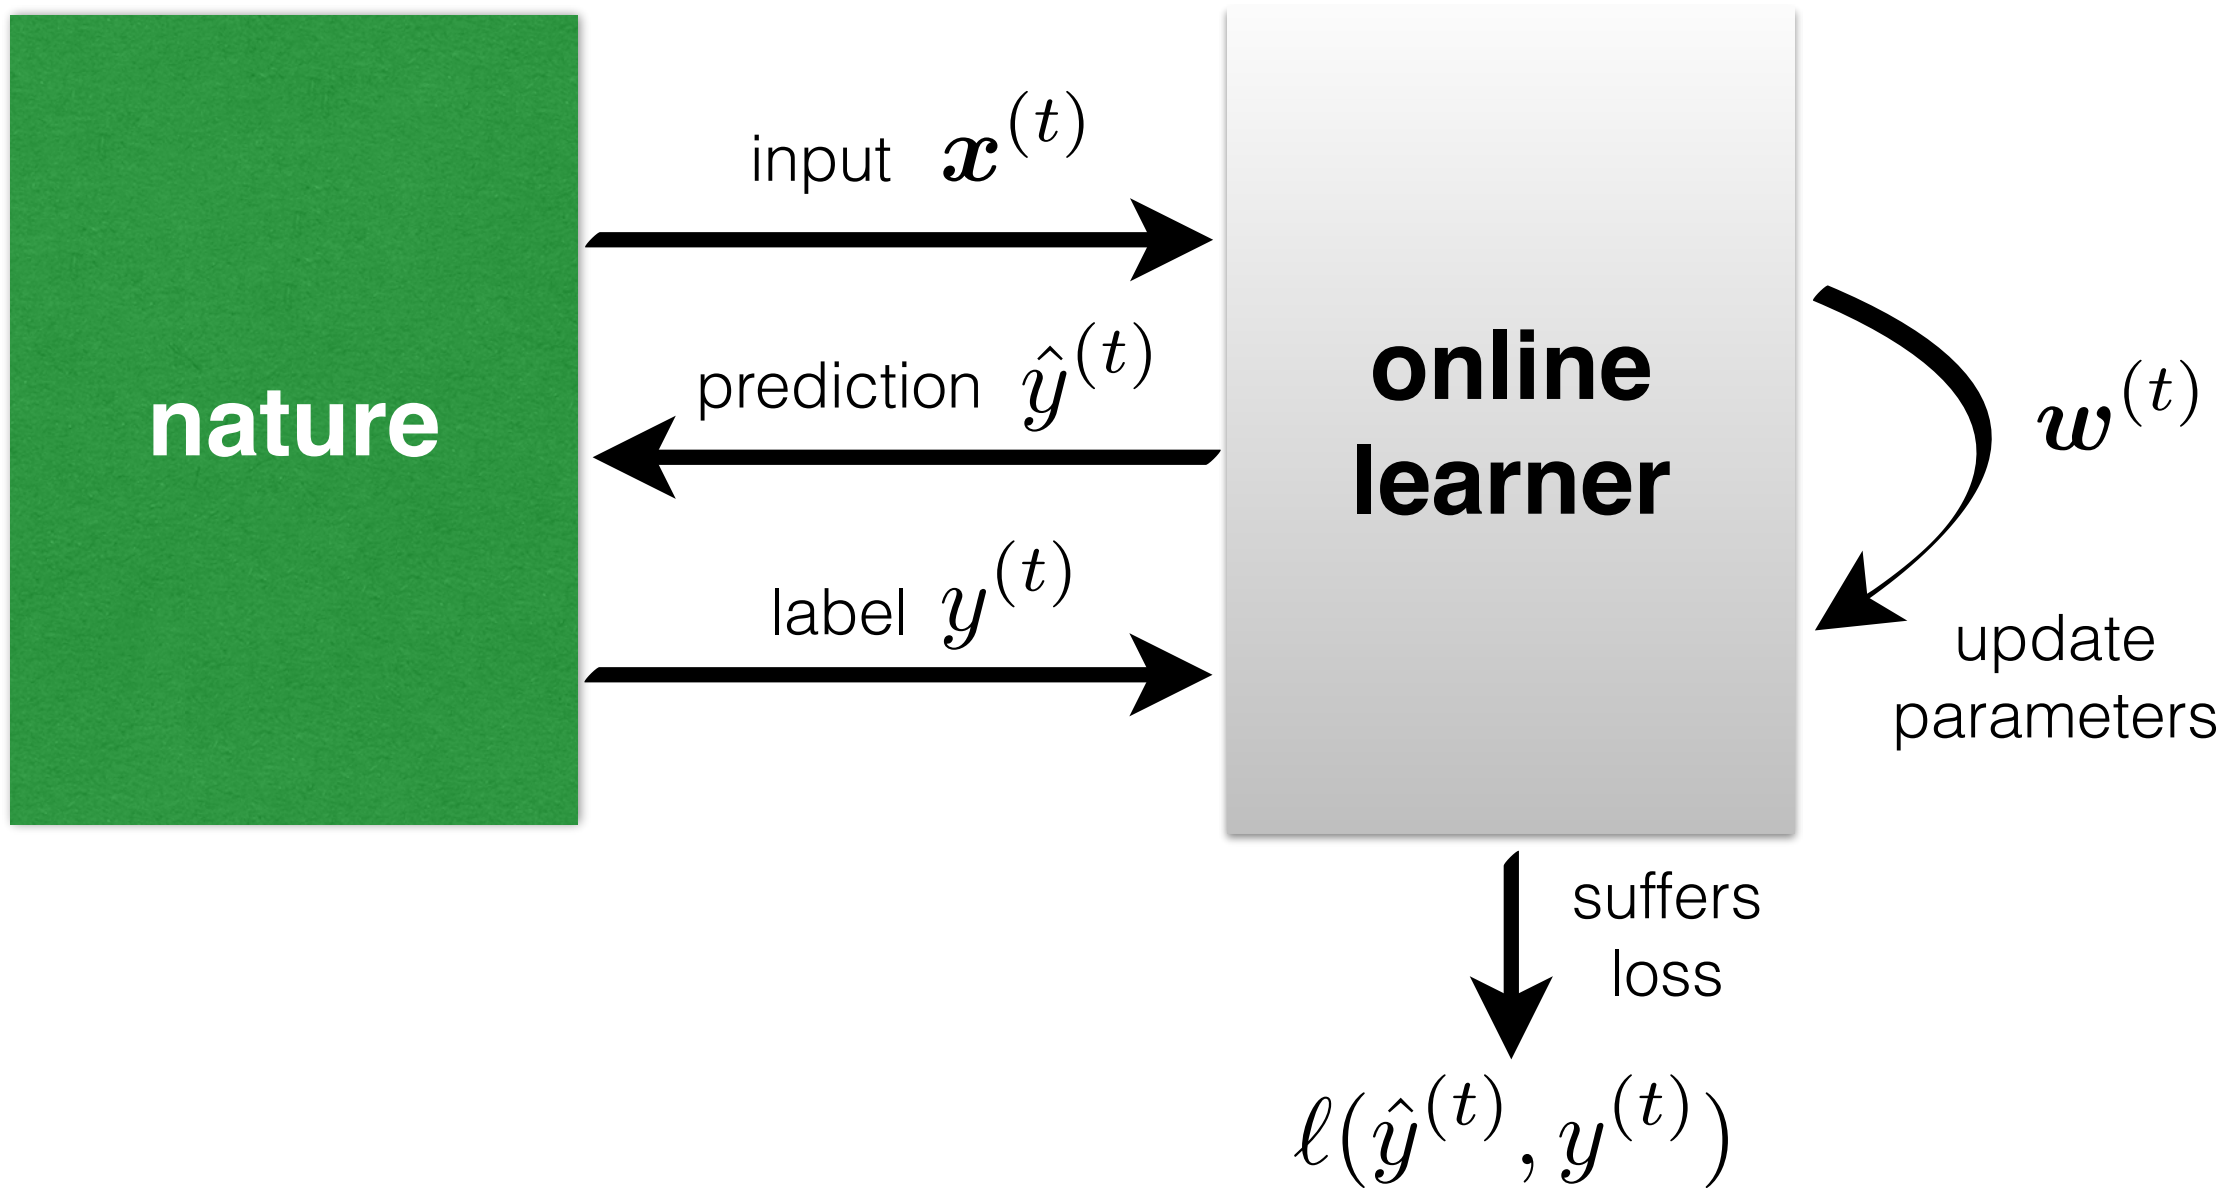 nature
input x^(t)
prediction ŷ^(t)
label y^(t)
online
learner
w^(t)
update
parameters
suffers
loss
ℓ(ŷ^(t), y^(t))